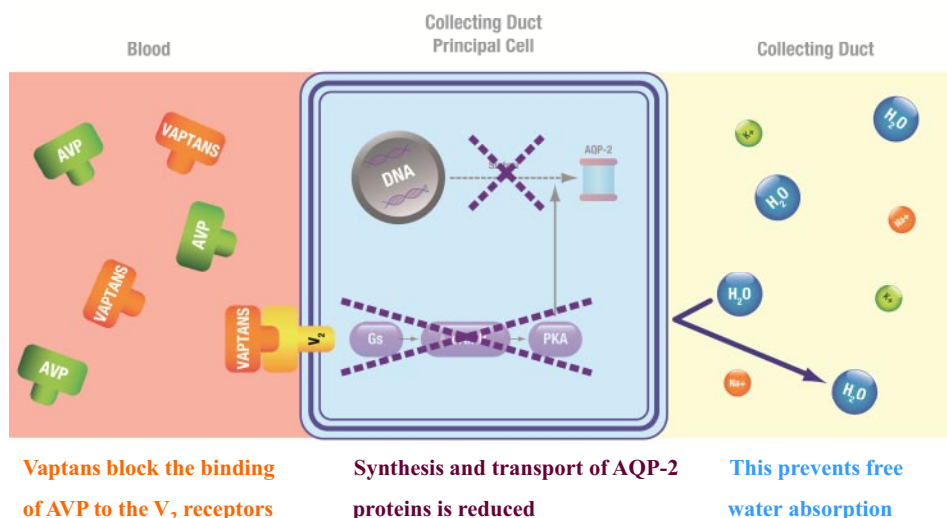 Blood
Collecting Duct
Principal Cell
Collecting Duct
AVP
VAPTANS
AVP
VAPTANS
AVP
VAPTANS
V₂
DNA
AQP-2
Gs
PKA
K+
H₂O
H₂O
Na+
H₂O
K+
Na+
H₂O
Vaptans block the binding
of AVP to the V₂ receptors
Synthesis and transport of AQP-2
proteins is reduced
This prevents free
water absorption